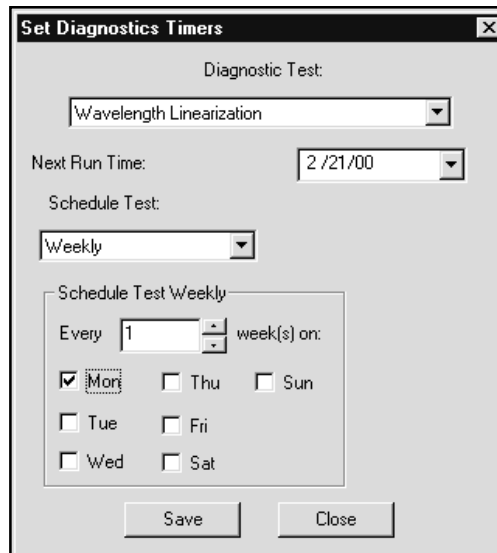 Set Diagnostics Timers
Diagnostic Test:
Wavelength Linearization
Next Run Time: 2 /21/00
Schedule Test:
Weekly
Schedule Test Weekly
Every 1 week(s) on:
Mon Thu Sun
Tue Fri
Wed Sat
Save Close